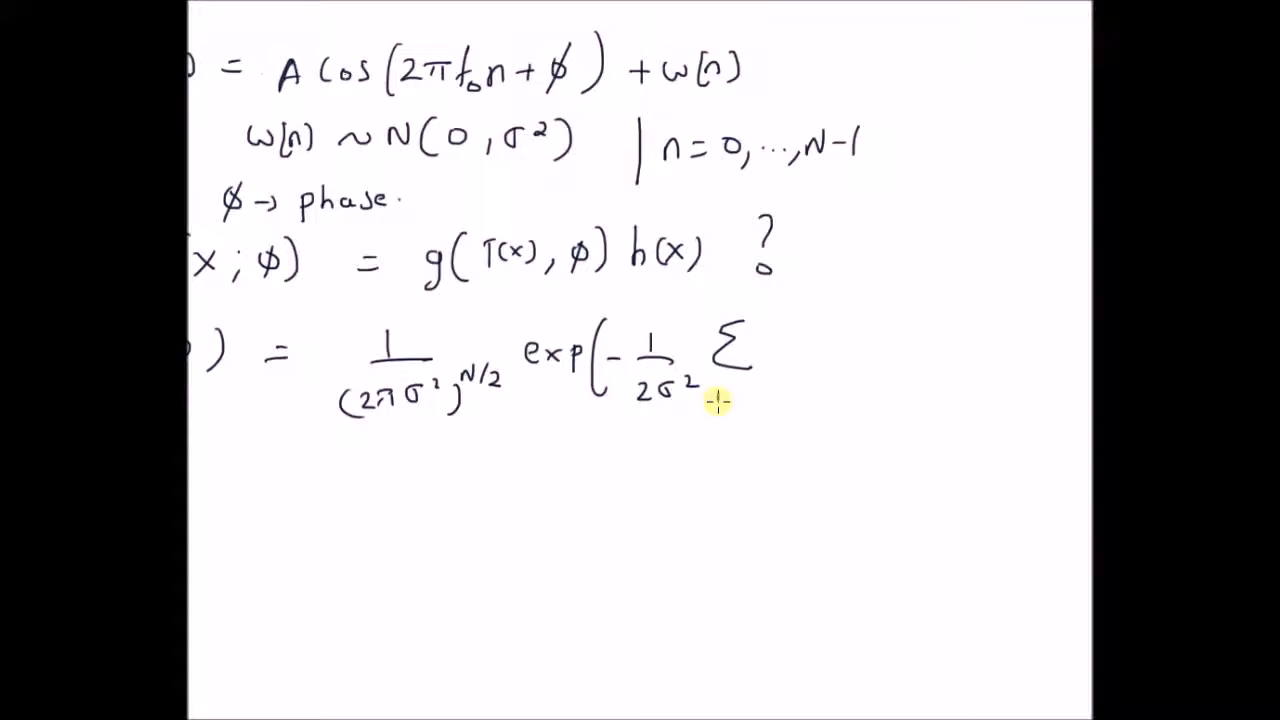 ) = A Cos(2πf₀n + ϕ) + w[n]
w[n] ~ N(0, σ²) | n = 0, ..., N-1
ϕ → phase.
x ; ϕ) = g(T(x), ϕ) h(x) ?
) = 1/(2πσ²)^N/2 exp(- 1/2σ² Σ